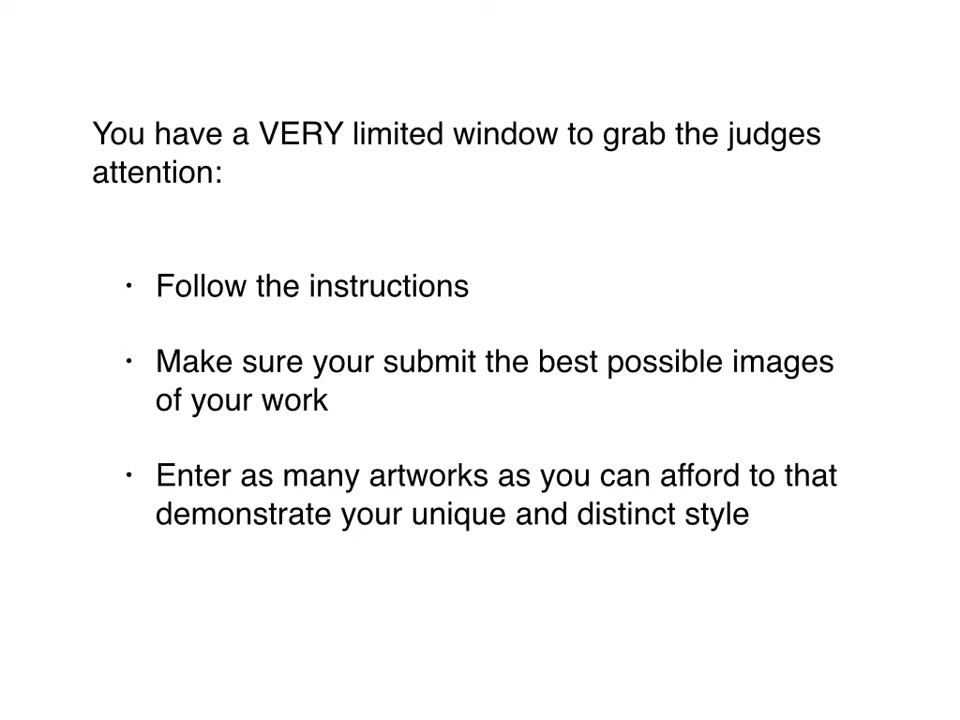 You have a VERY limited window to grab the judges
attention:
· Follow the instructions
· Make sure your submit the best possible images
of your work
· Enter as many artworks as you can afford to that
demonstrate your unique and distinct style